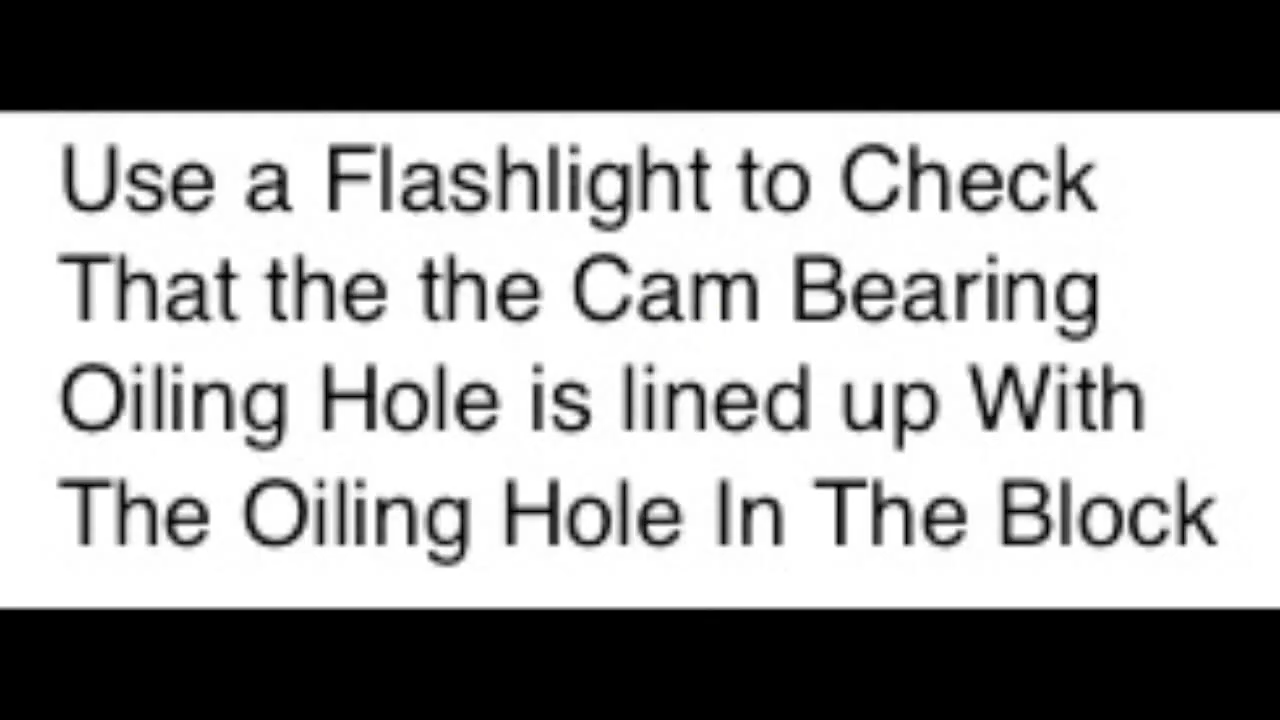 Use a Flashlight to Check
That the the Cam Bearing
Oiling Hole is lined up With
The Oiling Hole In The Block